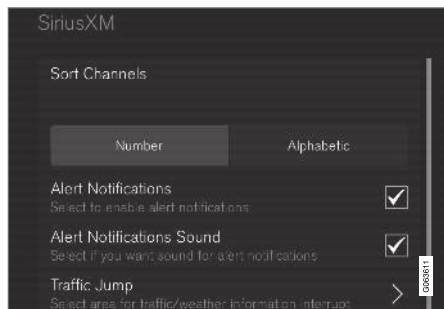 SiriusXM
Sort Channels
Number
Alphabetic
Alert Notifications
Select to enable alert notifications
Alert Notifications Sound
Select if you want sound for alert notifications
Traffic Jump
Select area for traffic/weather information interrupt
G063611